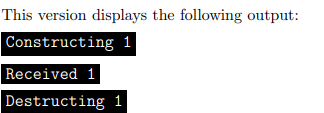 This version displays the following output:
Constructing 1
Received 1
Destructing 1